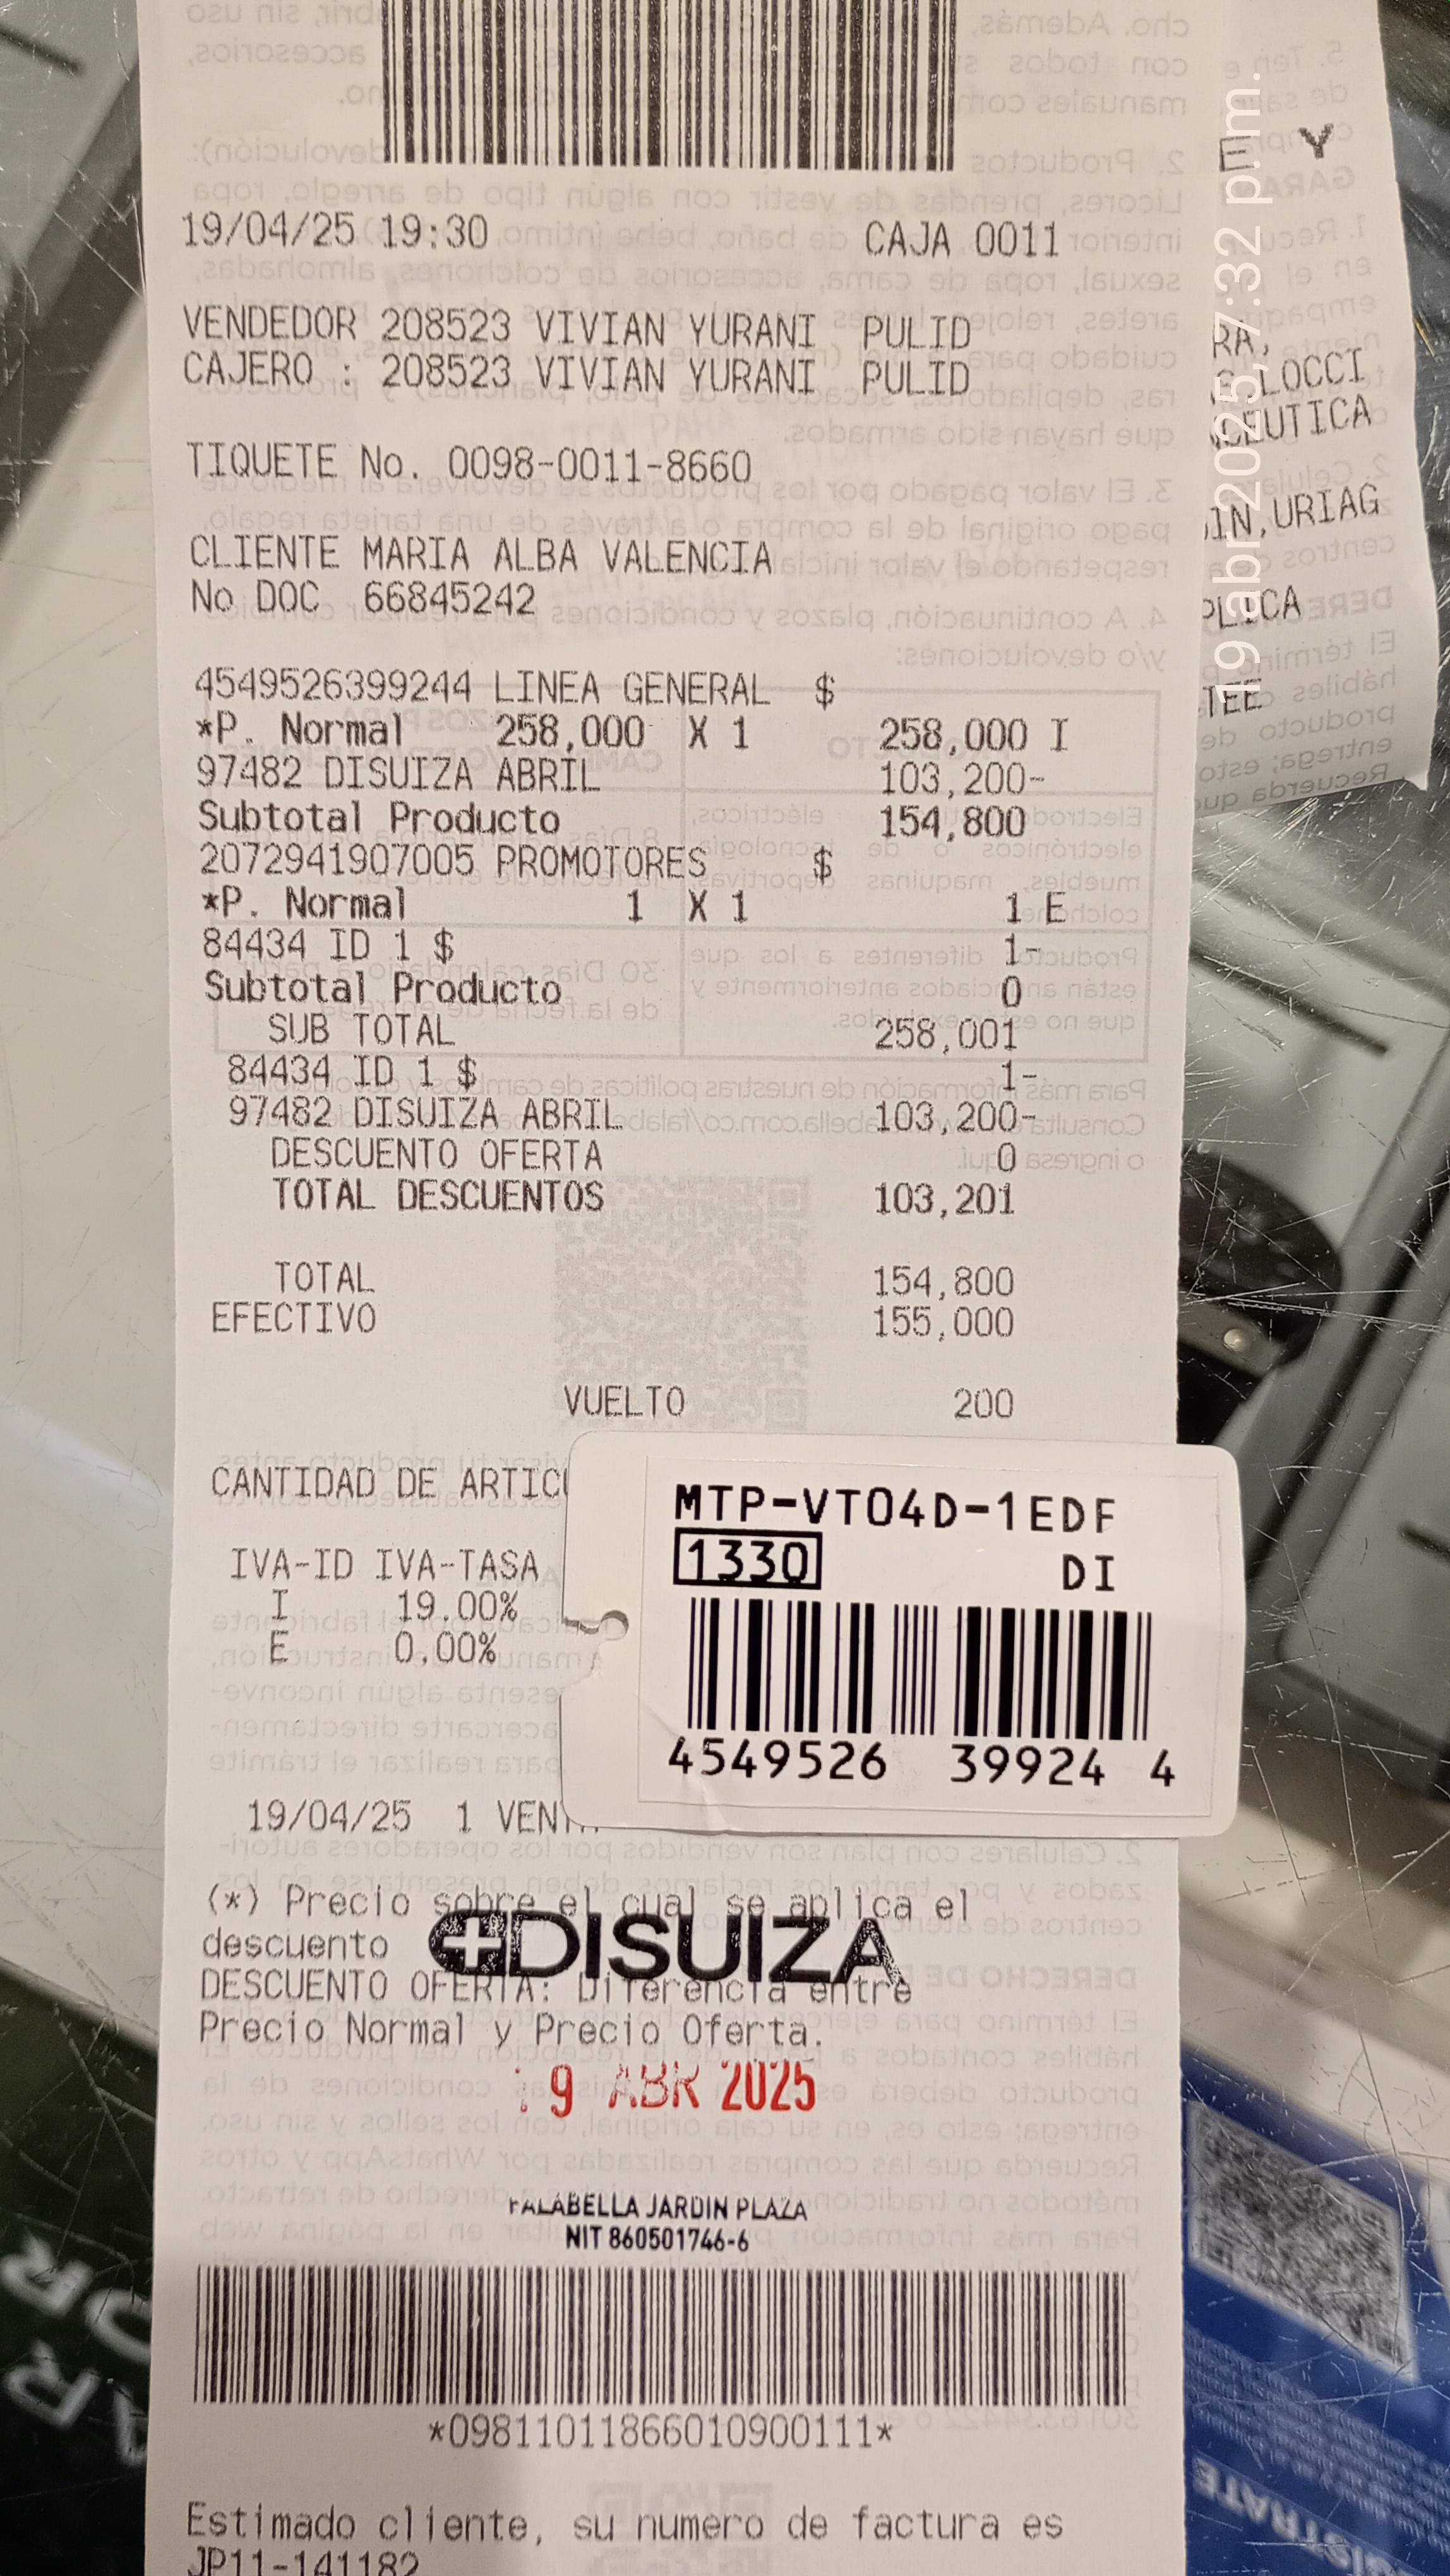 19/04/25 19:30 CAJA 0011
VENDEDOR 208523 VIVIAN YURANI PULID
CAJERO : 208523 VIVIAN YURANI PULID
TIQUETE No. 0098-0011-8660
CLIENTE MARIA ALBA VALENCIA
No DOC 66845242
4549526399244 LINEA GENERAL $
*P. Normal 258,000 X 1 258,000 I
97482 DISUIZA ABRIL 103,200-
Subtotal Producto 154,800
2072941907005 PROMOTORES $
*P. Normal 1 X 1 1 E
84434 ID 1 $ 1-
Subtotal Producto 0
SUB TOTAL 258,001
84434 ID 1 $ 1-
97482 DISUIZA ABRIL 103,200-
DESCUENTO OFERTA 0
TOTAL DESCUENTOS 103,201
TOTAL 154,800
EFECTIVO 155,000
VUELTO 200
CANTIDAD DE
IVA-ID IVA-TASA
I 19.00%
E 0.00%
19/04/25 1
MTP-VT04D-1EDF
1330 DI
4549526 39924 4
(*) Precio sobre el cual se aplica el
descuento
DISUIZA
DESCUENTO OFERTA: Diferencia entre
Precio Normal y Precio Oferta.
9 ABR 2025
FALABELLA JARDIN PLAZA
NIT 860501746-6
*09811011866010900111*
Estimado cliente, su numero de factura es
JP11-141182
E Y
RA,
LOCCI
URIAG
19 abr 2025, 7:32 p. m.